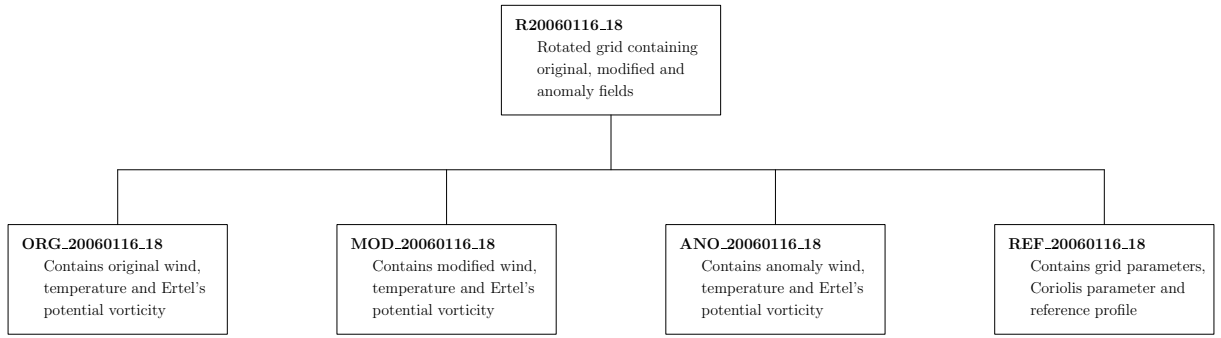 R20060116_18
Rotated grid containing
original, modified and
anomaly fields
ORG_20060116_18
Contains original wind,
temperature and Ertel's
potential vorticity
MOD_20060116_18
Contains modified wind,
temperature and Ertel's
potential vorticity
ANO_20060116_18
Contains anomaly wind,
temperature and Ertel's
potential vorticity
REF_20060116_18
Contains grid parameters,
Coriolis parameter and
reference profile